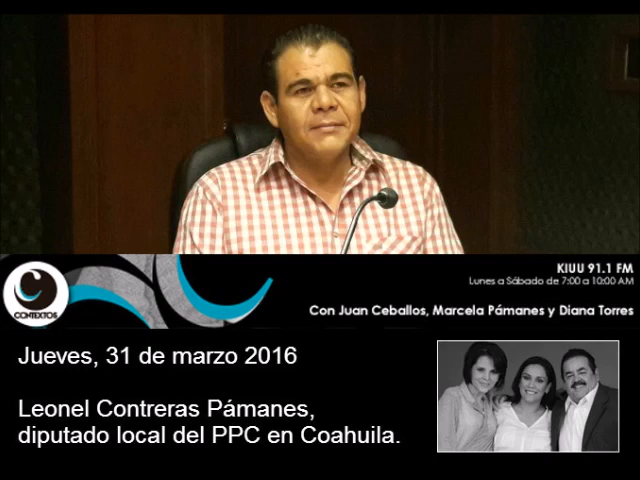 KIUU 91.1 FM
Lunes a Sábado de 7:00 a 10:00 AM
Con Juan Ceballos, Marcela Pámanes y Diana Torres
C
CONTEXTOS
Jueves, 31 de marzo 2016
Leonel Contreras Pámanes,
diputado local del PPC en Coahuila.